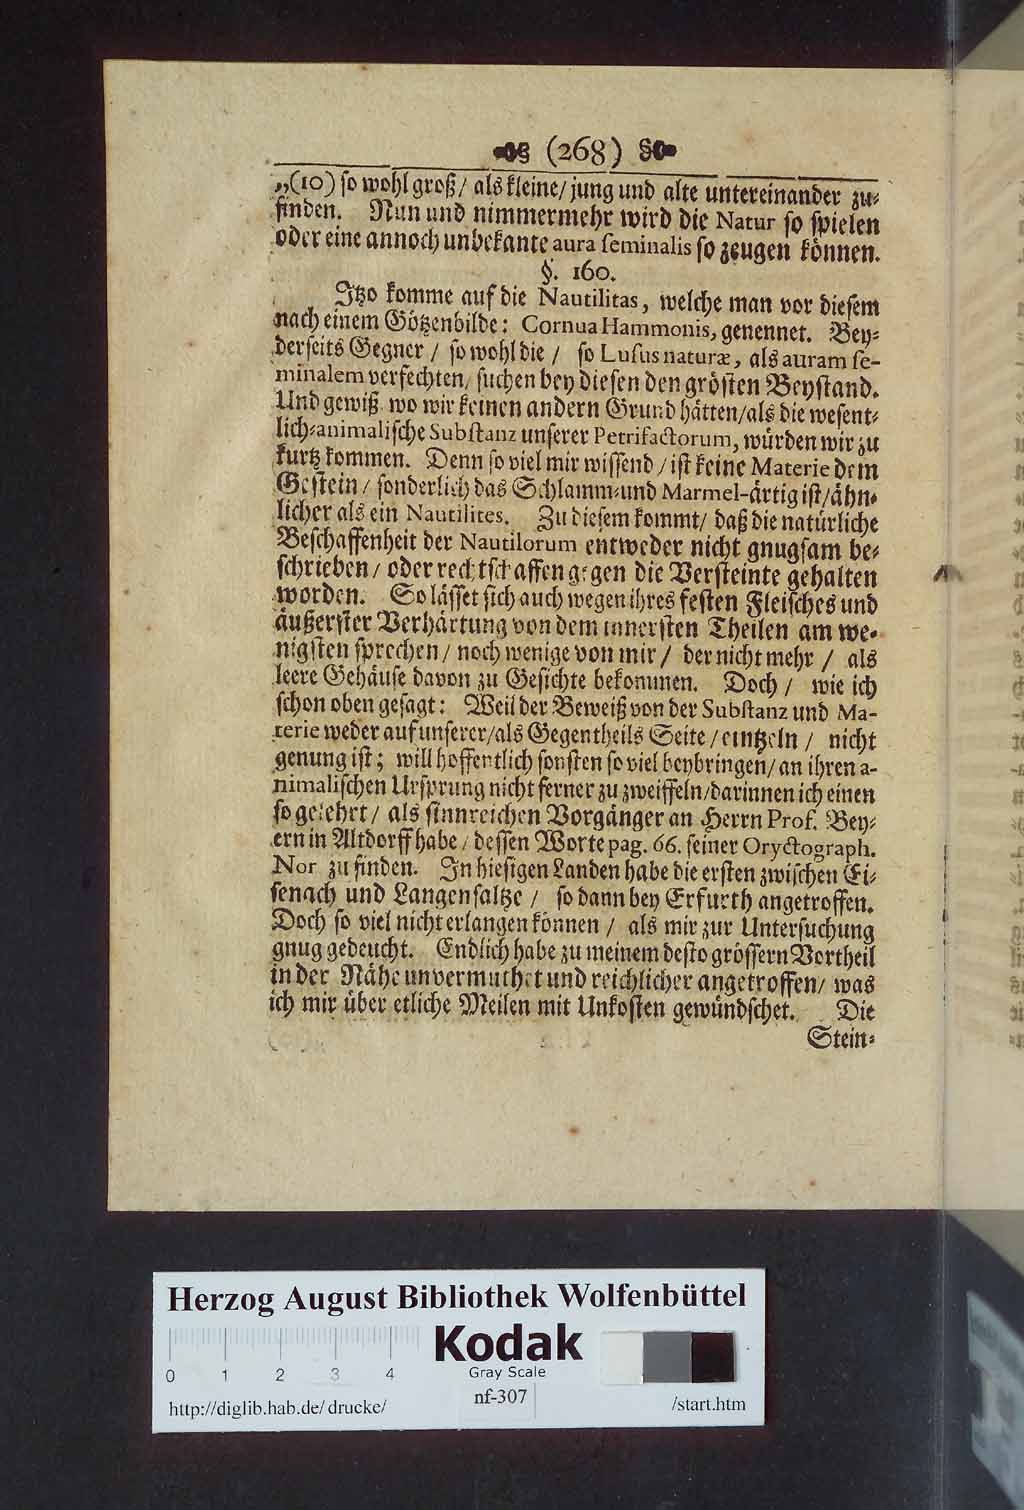 (268)
„(10) so wohl groß / als kleine / jung und alte untereinander zu-
finden. Nun und nimmermehr wird die Natur so spielen
oder eine annoch unbekante aura seminalis so zeugen können.
§. 160.
Itzo komme auf die Nautilitas, welche man vor diesem
nach einem Götzenbilde: Cornua Hammonis, genennet. Bey-
derseits Gegner / so wohl die / so Lusus naturæ, als auram se-
minalem verfechten / suchen bey diesen den grösten Beystand.
Und gewiß wo wir keinen andern Grund hätten / als die wesent-
lich-animalische Substanz unserer Petrifactorum, würden wir zu
kurtz kommen. Denn so viel mir wissend / ist keine Materie dem
Gestein / sonderlich das Schlamm- und Marmel-ärtig ist / ähn-
licher als ein Nautilites. Zu diesem kommt / daß die natürliche
Beschaffenheit der Nautilorum entweder nicht gnugsam be-
schrieben / oder rechtschaffen gegen die Versteinte gehalten
worden. So lässet sich auch wegen ihres festen Fleisches und
äußerster Verhärtung von dem innersten Theilen am we-
nigsten sprechen / noch wenige von mir / der nicht mehr / als
leere Gehäuse davon zu Gesichte bekommen. Doch / wie ich
schon oben gesagt: Weil der Beweiß von der Substanz und Ma-
terie weder auf unserer / als Gegentheils Seite / eintzeln / nicht
genung ist; will hoffentlich sonsten so viel beybringen / an ihren a-
nimalischen Ursprung nicht ferner zu zweiffeln / darinnen ich einen
so gelehrt / als sinnreichen Vorgänger an Herrn Prof. Bey-
ern in Altdorff habe / dessen Worte pag. 66. seiner Oryctograph.
Nor zu finden. In hiesigen Landen habe die ersten zwischen Ei-
senach und Langensaltze / so dann bey Erfurth angetroffen.
Doch so viel nicht erlangen können / als mir zur Untersuchung
gnug gedeucht. Endlich habe zu meinem desto grössern Vortheil
in der Nähe unvermuthet und reichlicher angetroffen / was
ich mir über etliche Meilen mit Unkosten gewündschet. Die
Stein-
Herzog August Bibliothek Wolfenbüttel
Kodak
0 1 2 3 4
Gray Scale
http://diglib.hab.de/drucke/ nf-307 /start.htm